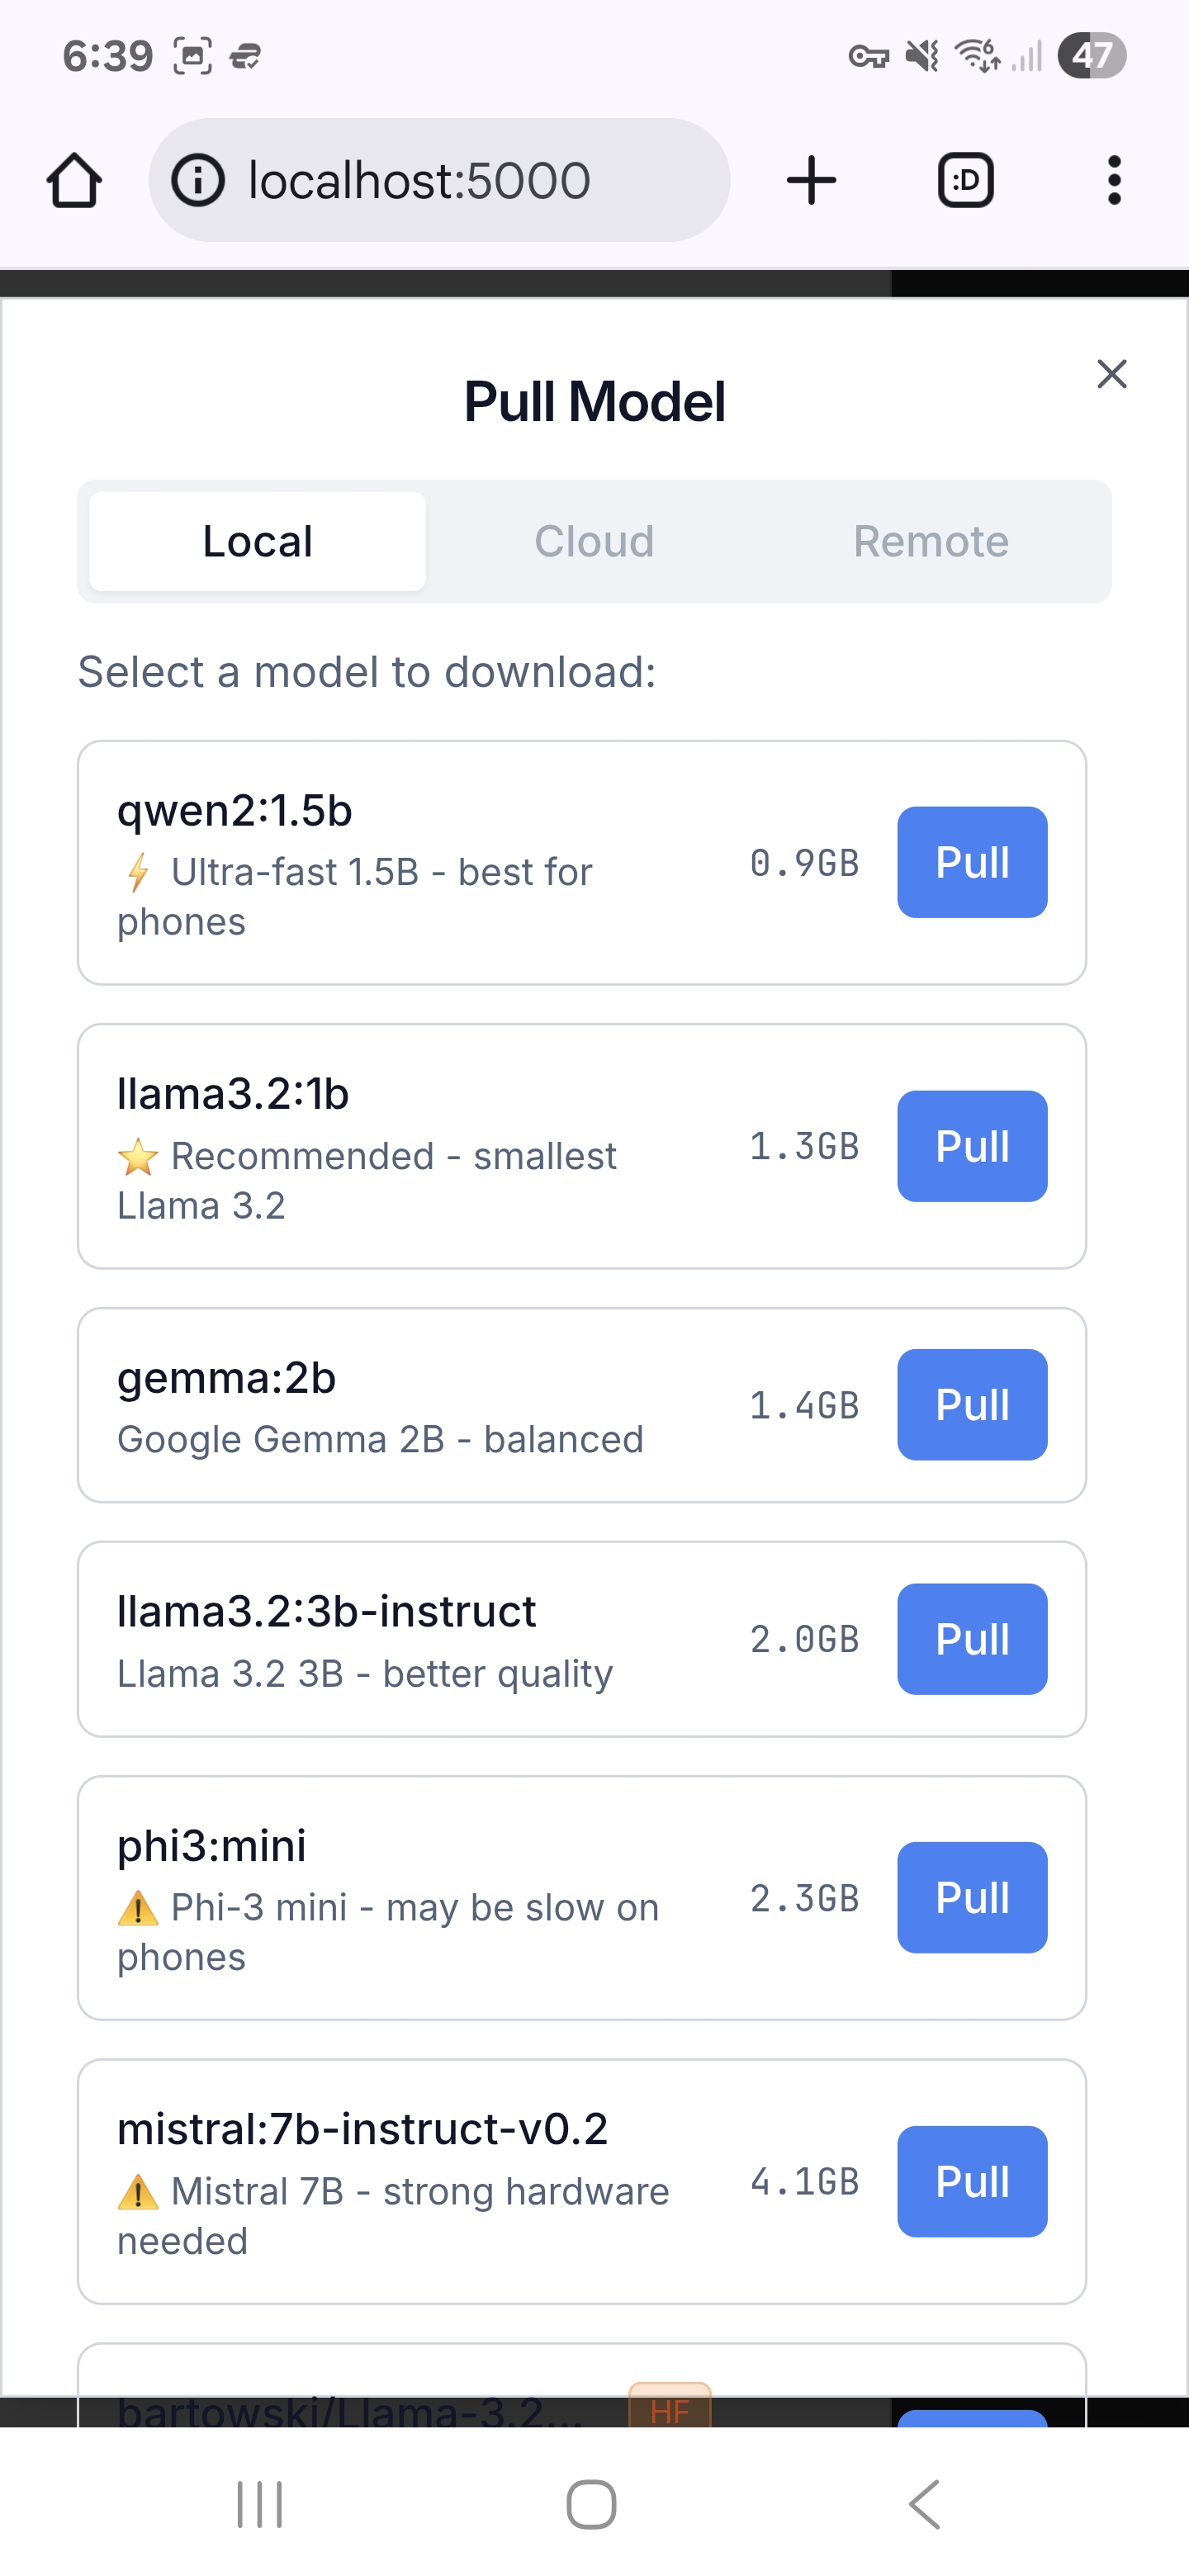 6:39
6
47
localhost:5000
:D
Pull Model
Local
Cloud
Remote
Select a model to download:
qwen2:1.5b
⚡ Ultra-fast 1.5B - best for
phones
0.9GB
Pull
llama3.2:1b
⭐ Recommended - smallest
Llama 3.2
1.3GB
Pull
gemma:2b
Google Gemma 2B - balanced
1.4GB
Pull
llama3.2:3b-instruct
Llama 3.2 3B - better quality
2.0GB
Pull
phi3:mini
⚠️ Phi-3 mini - may be slow on
phones
2.3GB
Pull
mistral:7b-instruct-v0.2
⚠️ Mistral 7B - strong hardware
needed
4.1GB
Pull
bartowski/Llama-3.2...
HF